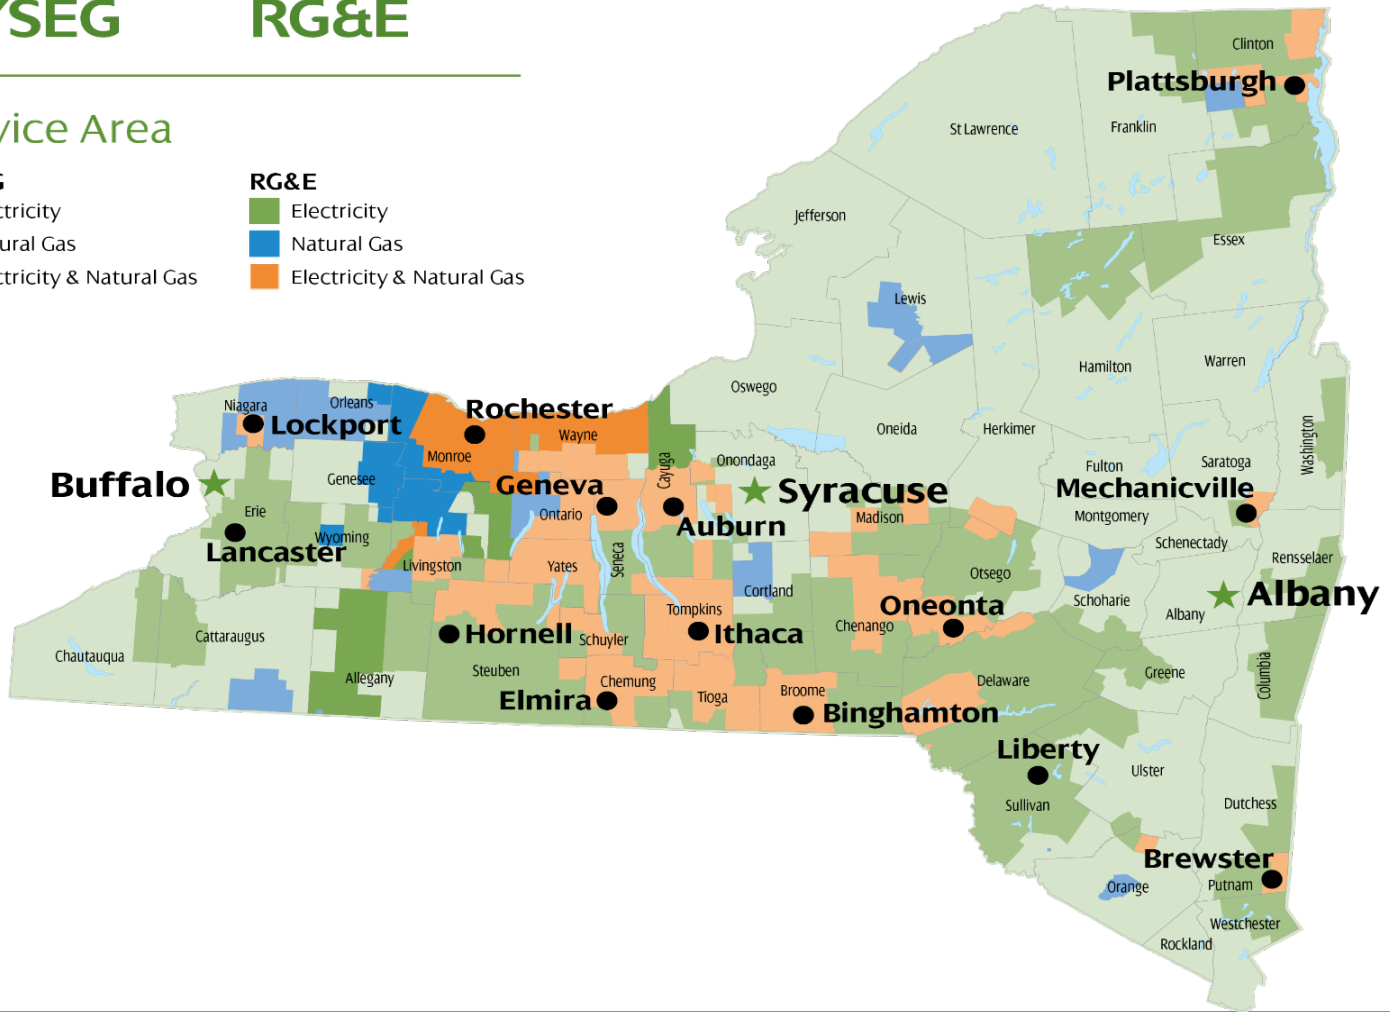 YSEG RG&E
vice Area
G RG&E
ctricity Electricity
ural Gas Natural Gas
ctricity & Natural Gas Electricity & Natural Gas
Clinton
Plattsburgh
St Lawrence
Franklin
Jefferson
Essex
Lewis
Warren
Hamilton
Oswego
Niagara
Orleans
Lockport
Rochester
Wayne
Oneida
Herkimer
Washington
Monroe
Cayuga
Onondaga
Fulton
Saratoga
Buffalo
Genesee
Geneva
Syracuse
Mechanicville
Erie
Ontario
Auburn
Madison
Montgomery
Wyoming
Lancaster
Seneca
Schenectady
Rensselaer
Livingston
Yates
Otsego
Cortland
Schoharie
Albany
Tompkins
Oneonta
Albany
Cattaraugus
Hornell
Schuyler
Ithaca
Chenango
Chautauqua
Allegany
Steuben
Chemung
Tioga
Broome
Delaware
Greene
Columbia
Elmira
Binghamton
Liberty
Ulster
Sullivan
Dutchess
Brewster
Orange
Putnam
Westchester
Rockland